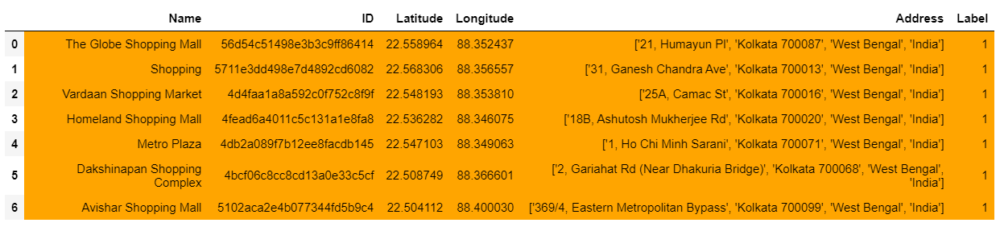 Name ID Latitude Longitude Address Label
0 The Globe Shopping Mall 56d54c51498e3b3c9ff86414 22.558964 88.352437 ['21, Humayun Pl', 'Kolkata 700087', 'West Bengal', 'India'] 1
1 Shopping 5711e3dd498e7d4892cd6082 22.568306 88.356557 ['31, Ganesh Chandra Ave', 'Kolkata 700013', 'West Bengal', 'India'] 1
2 Vardaan Shopping Market 4d4faa1a8a592c0f752c8f9f 22.548193 88.353810 ['25A, Camac St', 'Kolkata 700016', 'West Bengal', 'India'] 1
3 Homeland Shopping Mall 4fead6a4011c5c131a1e8fa8 22.536282 88.346075 ['18B, Ashutosh Mukherjee Rd', 'Kolkata 700020', 'West Bengal', 'India'] 1
4 Metro Plaza 4db2a089f7b12ee8facdb145 22.547103 88.349063 ['1, Ho Chi Minh Sarani', 'Kolkata 700071', 'West Bengal', 'India'] 1
5 Dakshinapan Shopping
Complex 4bcf06c8cc8cd13a0e33c5cf 22.508749 88.366601 ['2, Gariahat Rd (Near Dhakuria Bridge)', 'Kolkata 700068', 'West Bengal',
'India'] 1
6 Avishar Shopping Mall 5102aca2e4b077344fd5b9c4 22.504112 88.400030 ['369/4, Eastern Metropolitan Bypass', 'Kolkata 700099', 'West Bengal', 'India'] 1